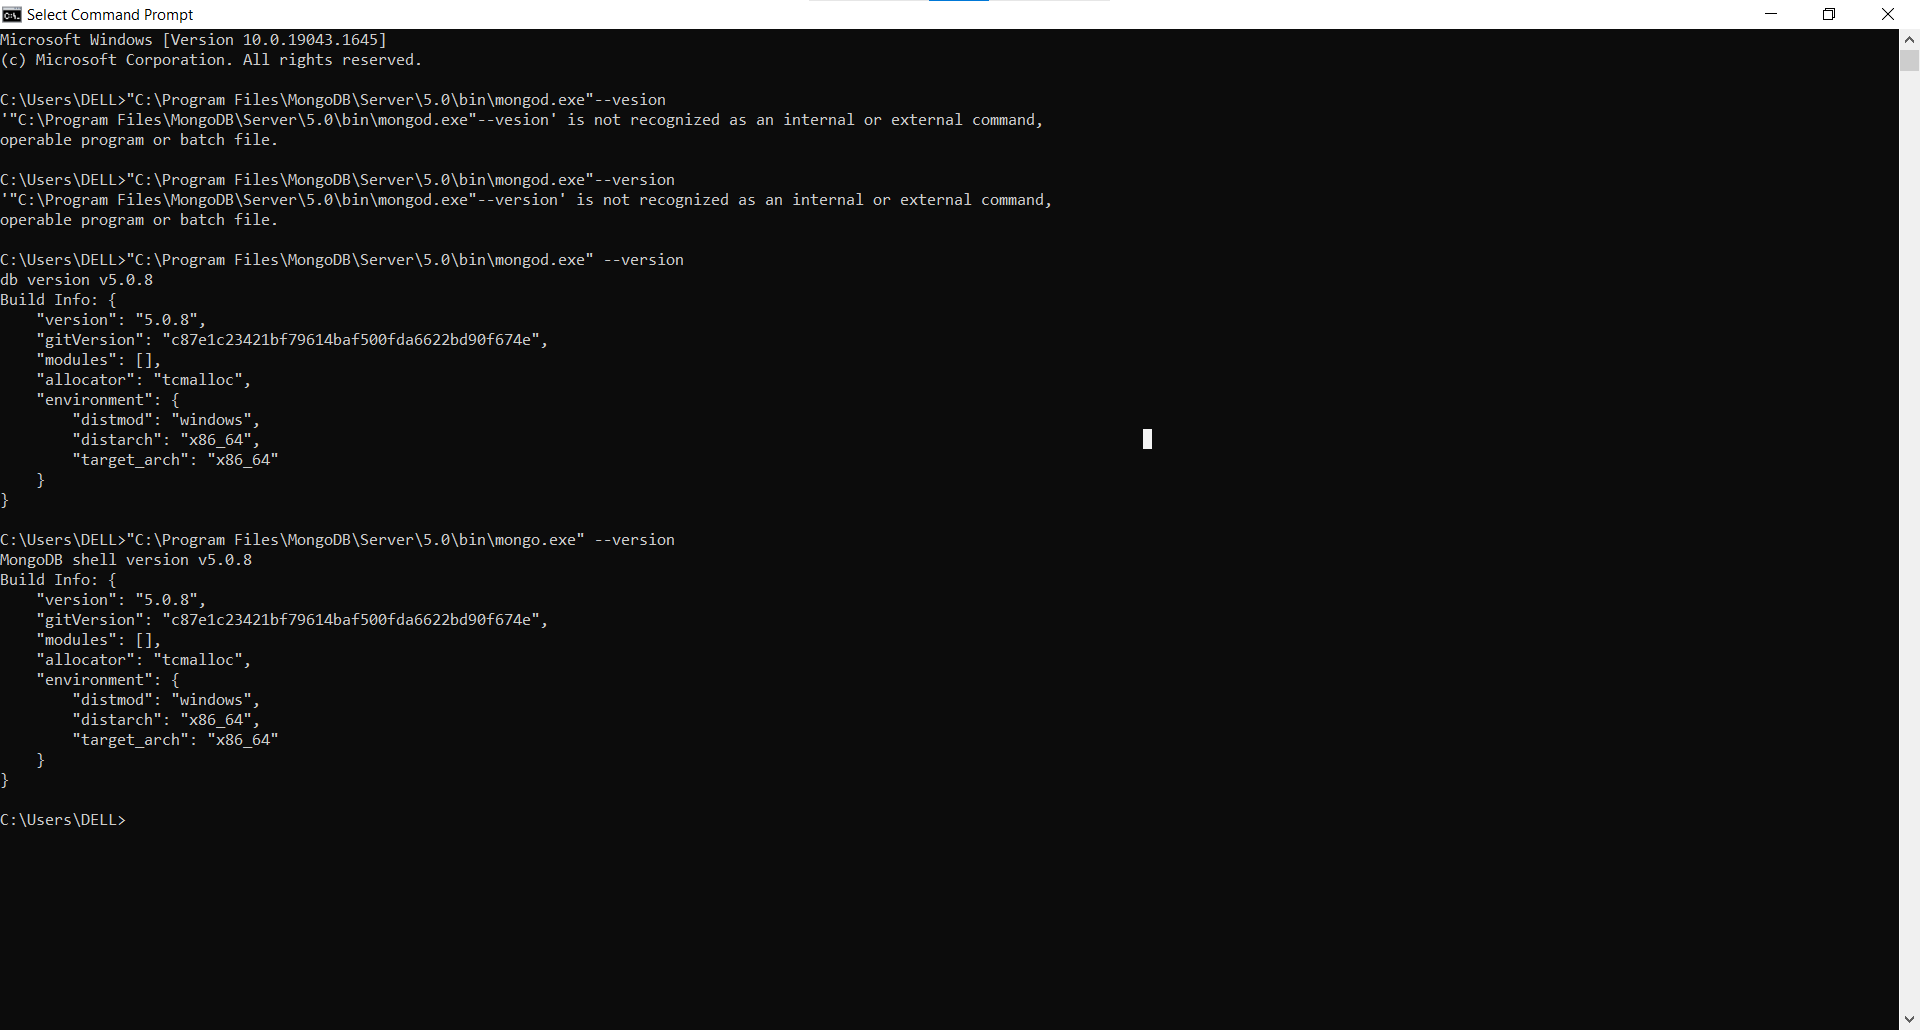 Select Command Prompt
Microsoft Windows [Version 10.0.19043.1645]
(c) Microsoft Corporation. All rights reserved.
C:\Users\DELL>"C:\Program Files\MongoDB\Server\5.0\bin\mongod.exe"--vesion
'"C:\Program Files\MongoDB\Server\5.0\bin\mongod.exe"--vesion' is not recognized as an internal or external command,
operable program or batch file.
C:\Users\DELL>"C:\Program Files\MongoDB\Server\5.0\bin\mongod.exe"--version
'"C:\Program Files\MongoDB\Server\5.0\bin\mongod.exe"--version' is not recognized as an internal or external command,
operable program or batch file.
C:\Users\DELL>"C:\Program Files\MongoDB\Server\5.0\bin\mongod.exe" --version
db version v5.0.8
Build Info: {
    "version": "5.0.8",
    "gitVersion": "c87e1c23421bf79614baf500fda6622bd90f674e",
    "modules": [],
    "allocator": "tcmalloc",
    "environment": {
        "distmod": "windows",
        "distarch": "x86_64",
        "target_arch": "x86_64"
    }
}
C:\Users\DELL>"C:\Program Files\MongoDB\Server\5.0\bin\mongo.exe" --version
MongoDB shell version v5.0.8
Build Info: {
    "version": "5.0.8",
    "gitVersion": "c87e1c23421bf79614baf500fda6622bd90f674e",
    "modules": [],
    "allocator": "tcmalloc",
    "environment": {
        "distmod": "windows",
        "distarch": "x86_64",
        "target_arch": "x86_64"
    }
}
C:\Users\DELL>